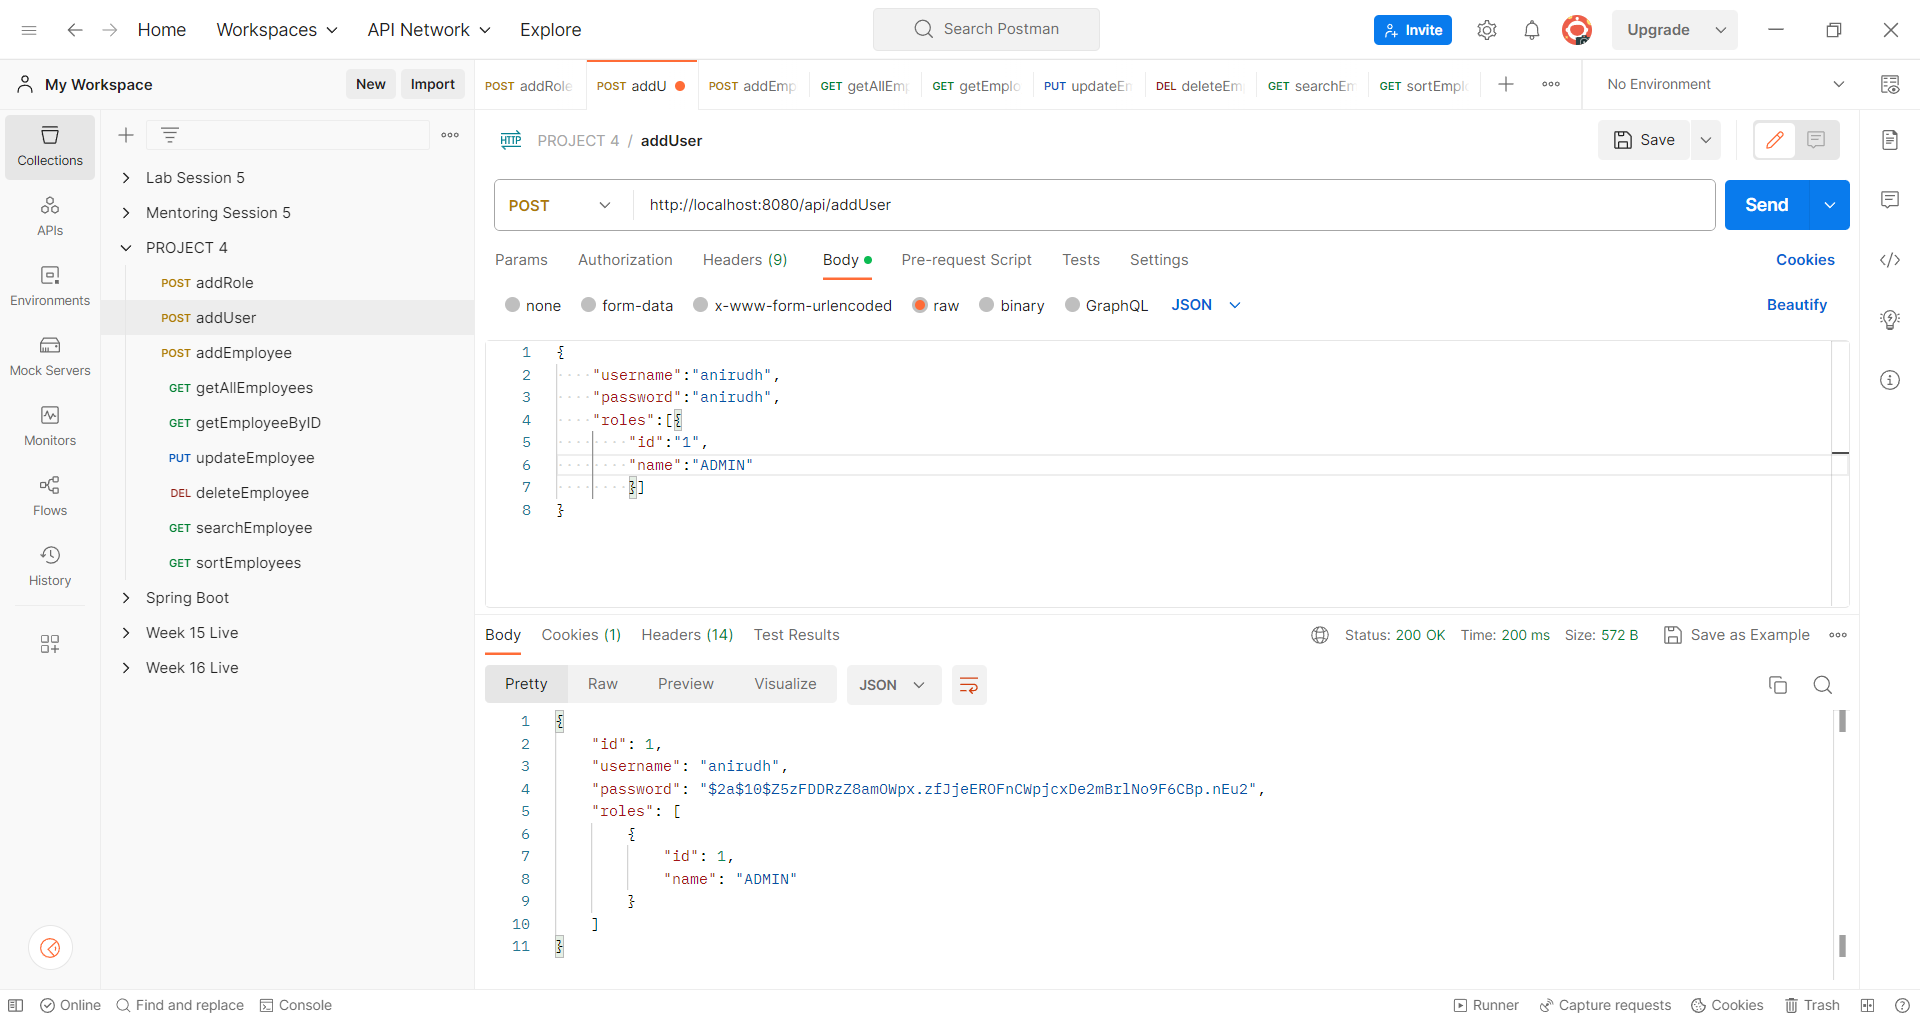 Home
Workspaces
API Network
Explore
Search Postman
Invite
Upgrade
My Workspace
New
Import
POST addRole
POST addU
POST addEmp
GET getAllEmp
GET getEmplo
PUT updateEm
DEL deleteEm
GET searchEm
GET sortEmpl
No Environment
Collections
APIs
Environments
Mock Servers
Monitors
Flows
History
Lab Session 5
Mentoring Session 5
PROJECT 4
POST addRole
POST addUser
POST addEmployee
GET getAllEmployees
GET getEmployeeByID
PUT updateEmployee
DEL deleteEmployee
GET searchEmployee
GET sortEmployees
Spring Boot
Week 15 Live
Week 16 Live
HTTP PROJECT 4 / addUser
Save
POST
http://localhost:8080/api/addUser
Send
Params
Authorization
Headers (9)
Body
Pre-request Script
Tests
Settings
Cookies
none
form-data
x-www-form-urlencoded
raw
binary
GraphQL
JSON
Beautify
1 {
2 "username":"anirudh",
3 "password":"anirudh",
4 "roles":[{
5 "id":"1",
6 "name":"ADMIN"
7 }]
8 }
Body
Cookies (1)
Headers (14)
Test Results
Status: 200 OK
Time: 200 ms
Size: 572 B
Save as Example
Pretty
Raw
Preview
Visualize
JSON
1 {
2 "id": 1,
3 "username": "anirudh",
4 "password": "$2a$10$Z5zFDDRzZ8amOWpx.zfJjeEROFnCWpjcxDe2mBrlNo9F6CBp.nEu2",
5 "roles": [
6 {
7 "id": 1,
8 "name": "ADMIN"
9 }
10 ]
11 }
Online
Find and replace
Console
Runner
Capture requests
Cookies
Trash